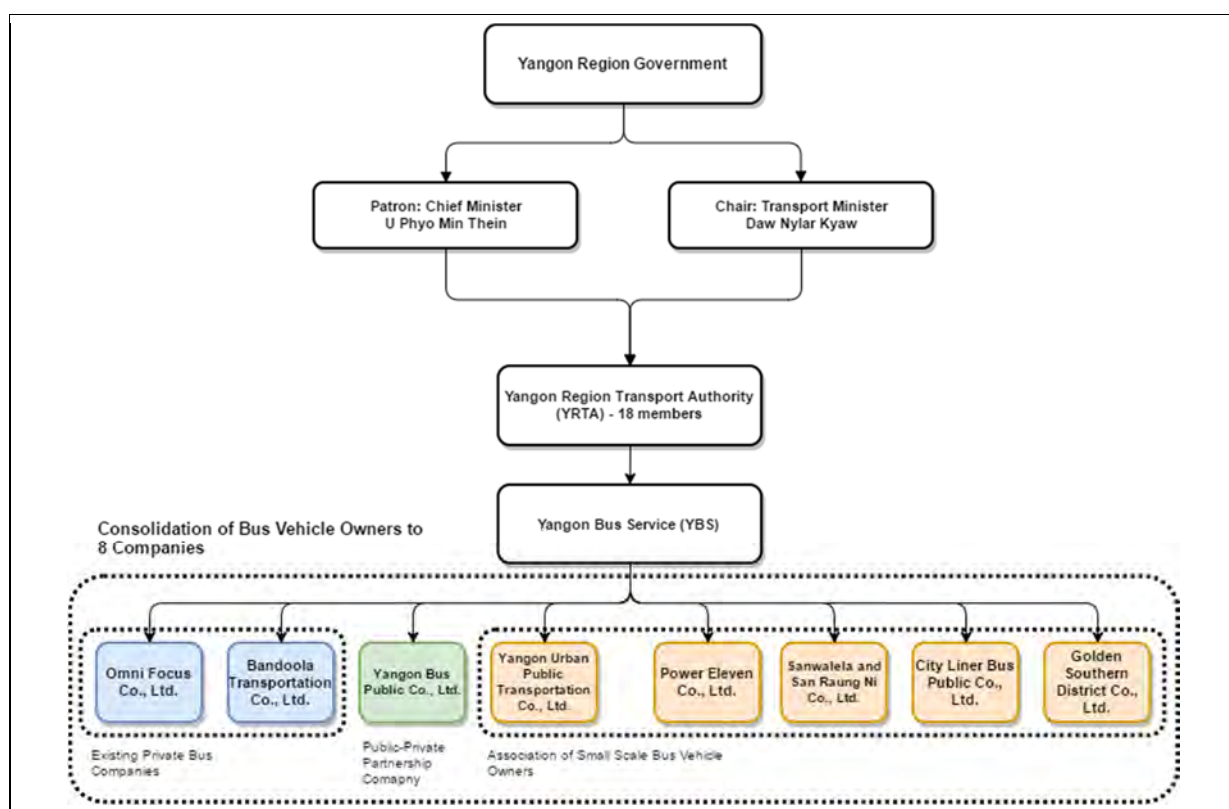 Yangon Region Government
Patron: Chief Minister
U Phyo Min Thein
Chair: Transport Minister
Daw Nylar Kyaw
Yangon Region Transport Authority
(YRTA) - 18 members
Yangon Bus Service (YBS)
Consolidation of Bus Vehicle Owners to
8 Companies
Omni Focus
Co., Ltd.
Bandoola
Transportation
Co., Ltd.
Yangon Bus
Public Co., Ltd.
Yangon Urban
Public
Transportation
Co., Ltd.
Power Eleven
Co., Ltd.
Sanwalela and
San Raung Ni
Co., Ltd.
City Liner Bus
Public Co.,
Ltd.
Golden
Southern
District Co.,
Ltd.
Existing Private Bus
Companies
Public-Private
Partnership
Comapny
Association of Small Scale Bus Vehicle
Owners